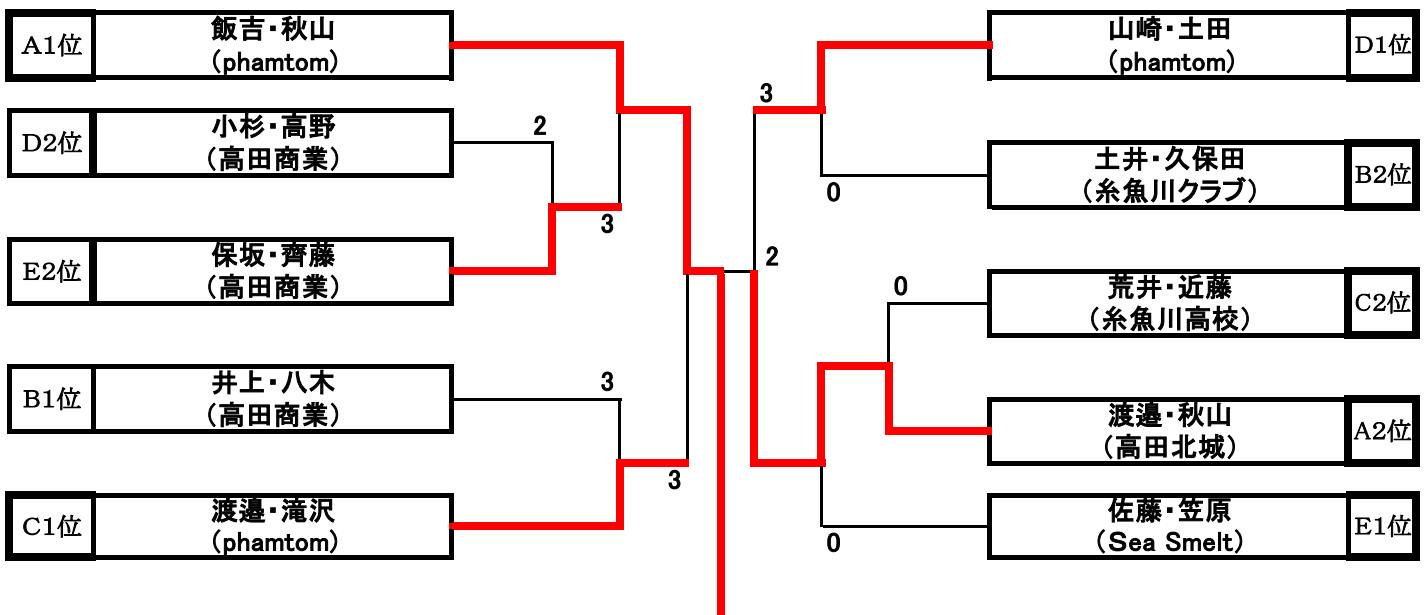 A1位
飯吉・秋山
(phamtom)
D2位
小杉・高野
(高田商業)
2
E2位
保坂・齊藤
(高田商業)
3
B1位
井上・八木
(高田商業)
3
C1位
渡邉・滝沢
(phamtom)
3
山崎・土田
(phamtom)
D1位
3
土井・久保田
(糸魚川クラブ)
B2位
0
2
荒井・近藤
(糸魚川高校)
C2位
0
渡邉・秋山
(高田北城)
A2位
佐藤・笠原
(Sea Smelt)
E1位
0